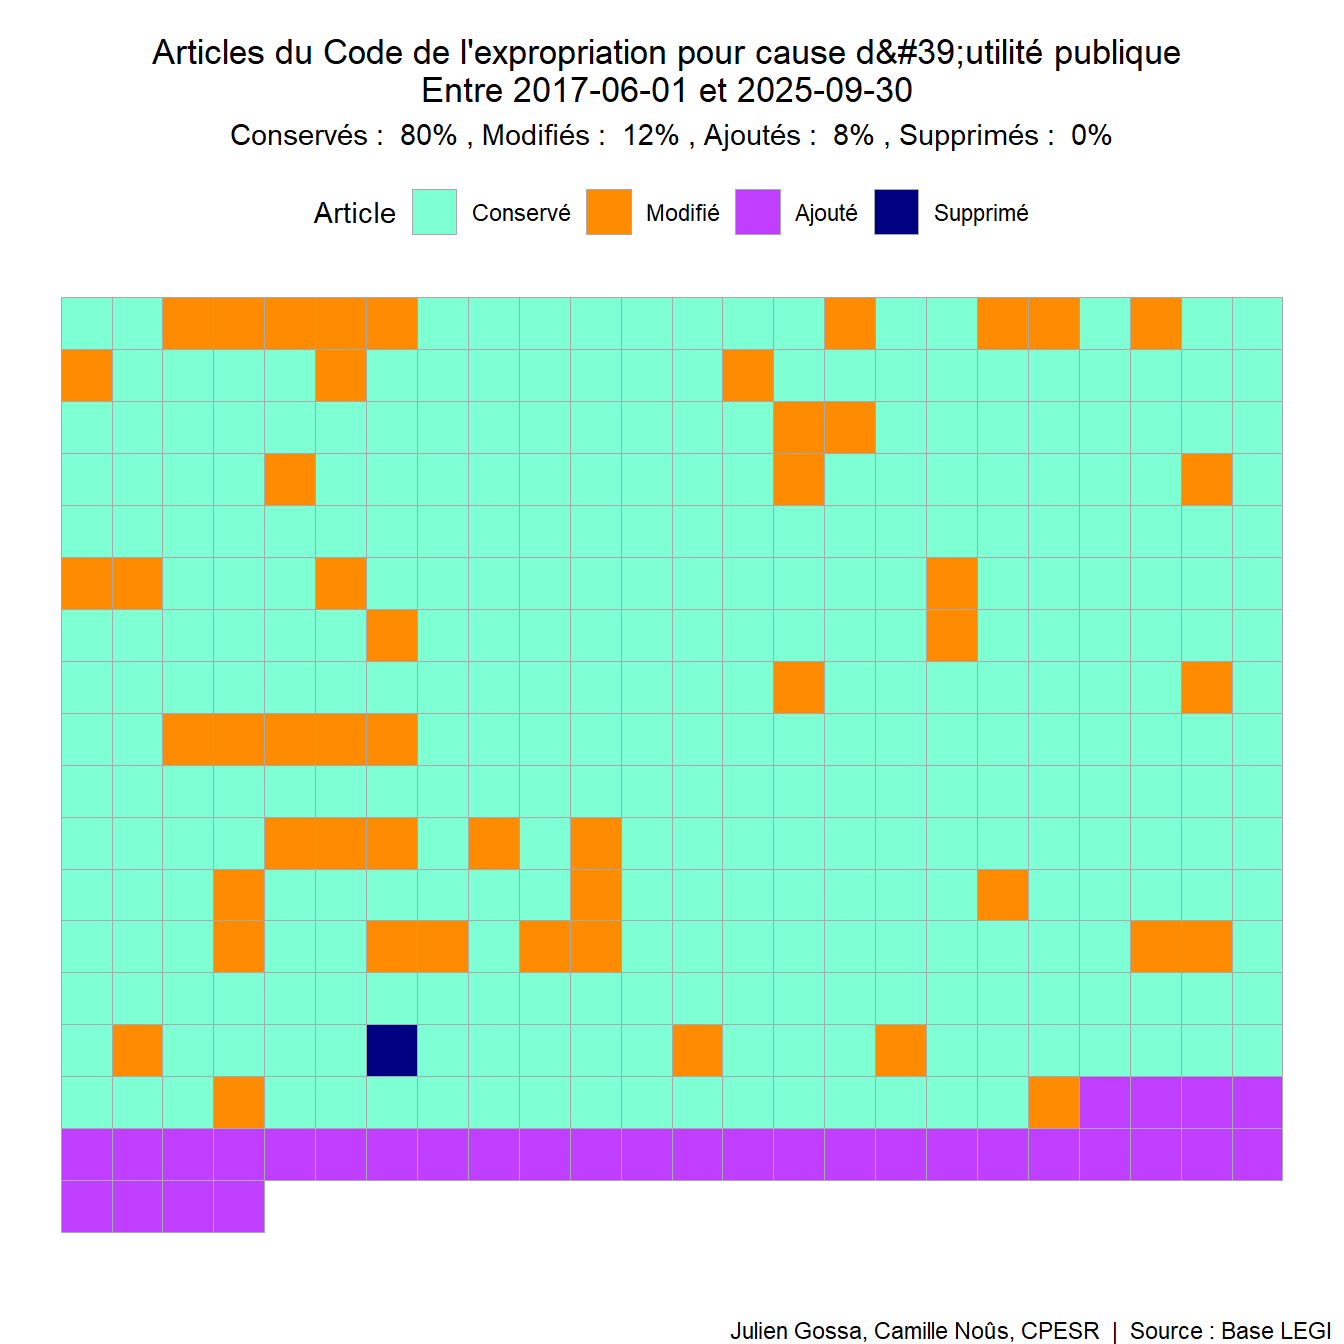 Articles du Code de l'expropriation pour cause d&#39;utilité publique
Entre 2017-06-01 et 2025-09-30
Conservés :  80% , Modifiés :  12% , Ajoutés :  8% , Supprimés :  0%
Article Conservé Modifié Ajouté Supprimé
Julien Gossa, Camille Noûs, CPESR  |  Source : Base LEGI